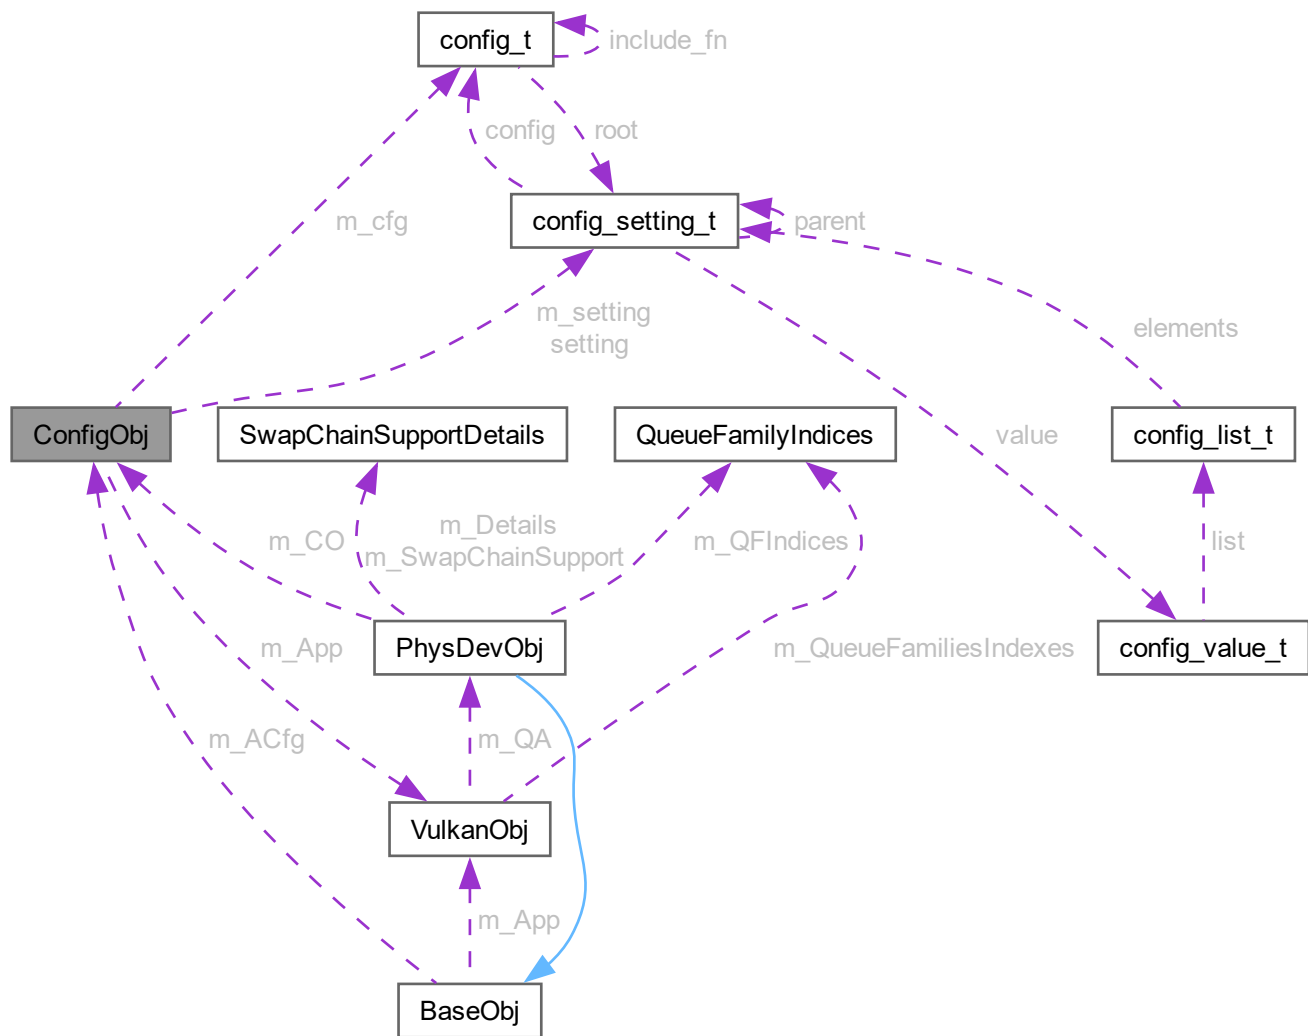 config_t
include_fn
config
root
m_cfg
config_setting_t
parent
m_setting
setting
elements
ConfigObj
SwapChainSupportDetails
QueueFamilyIndices
value
config_list_t
m_CO
m_Details
m_SwapChainSupport
m_QFIndices
list
m_App
PhysDevObj
m_QueueFamiliesIndexes
config_value_t
m_ACfg
m_QA
VulkanObj
m_App
BaseObj